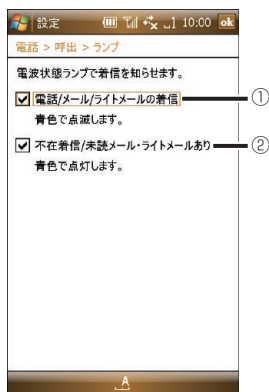 設定 10:00 ok
電話 > 呼出 > ランプ
電波状態ランプで着信を知らせます。
電話/メール/ライトメールの着信 ①
青色で点滅します。
不在着信/未読メール・ライトメールあり ②
青色で点灯します。
A